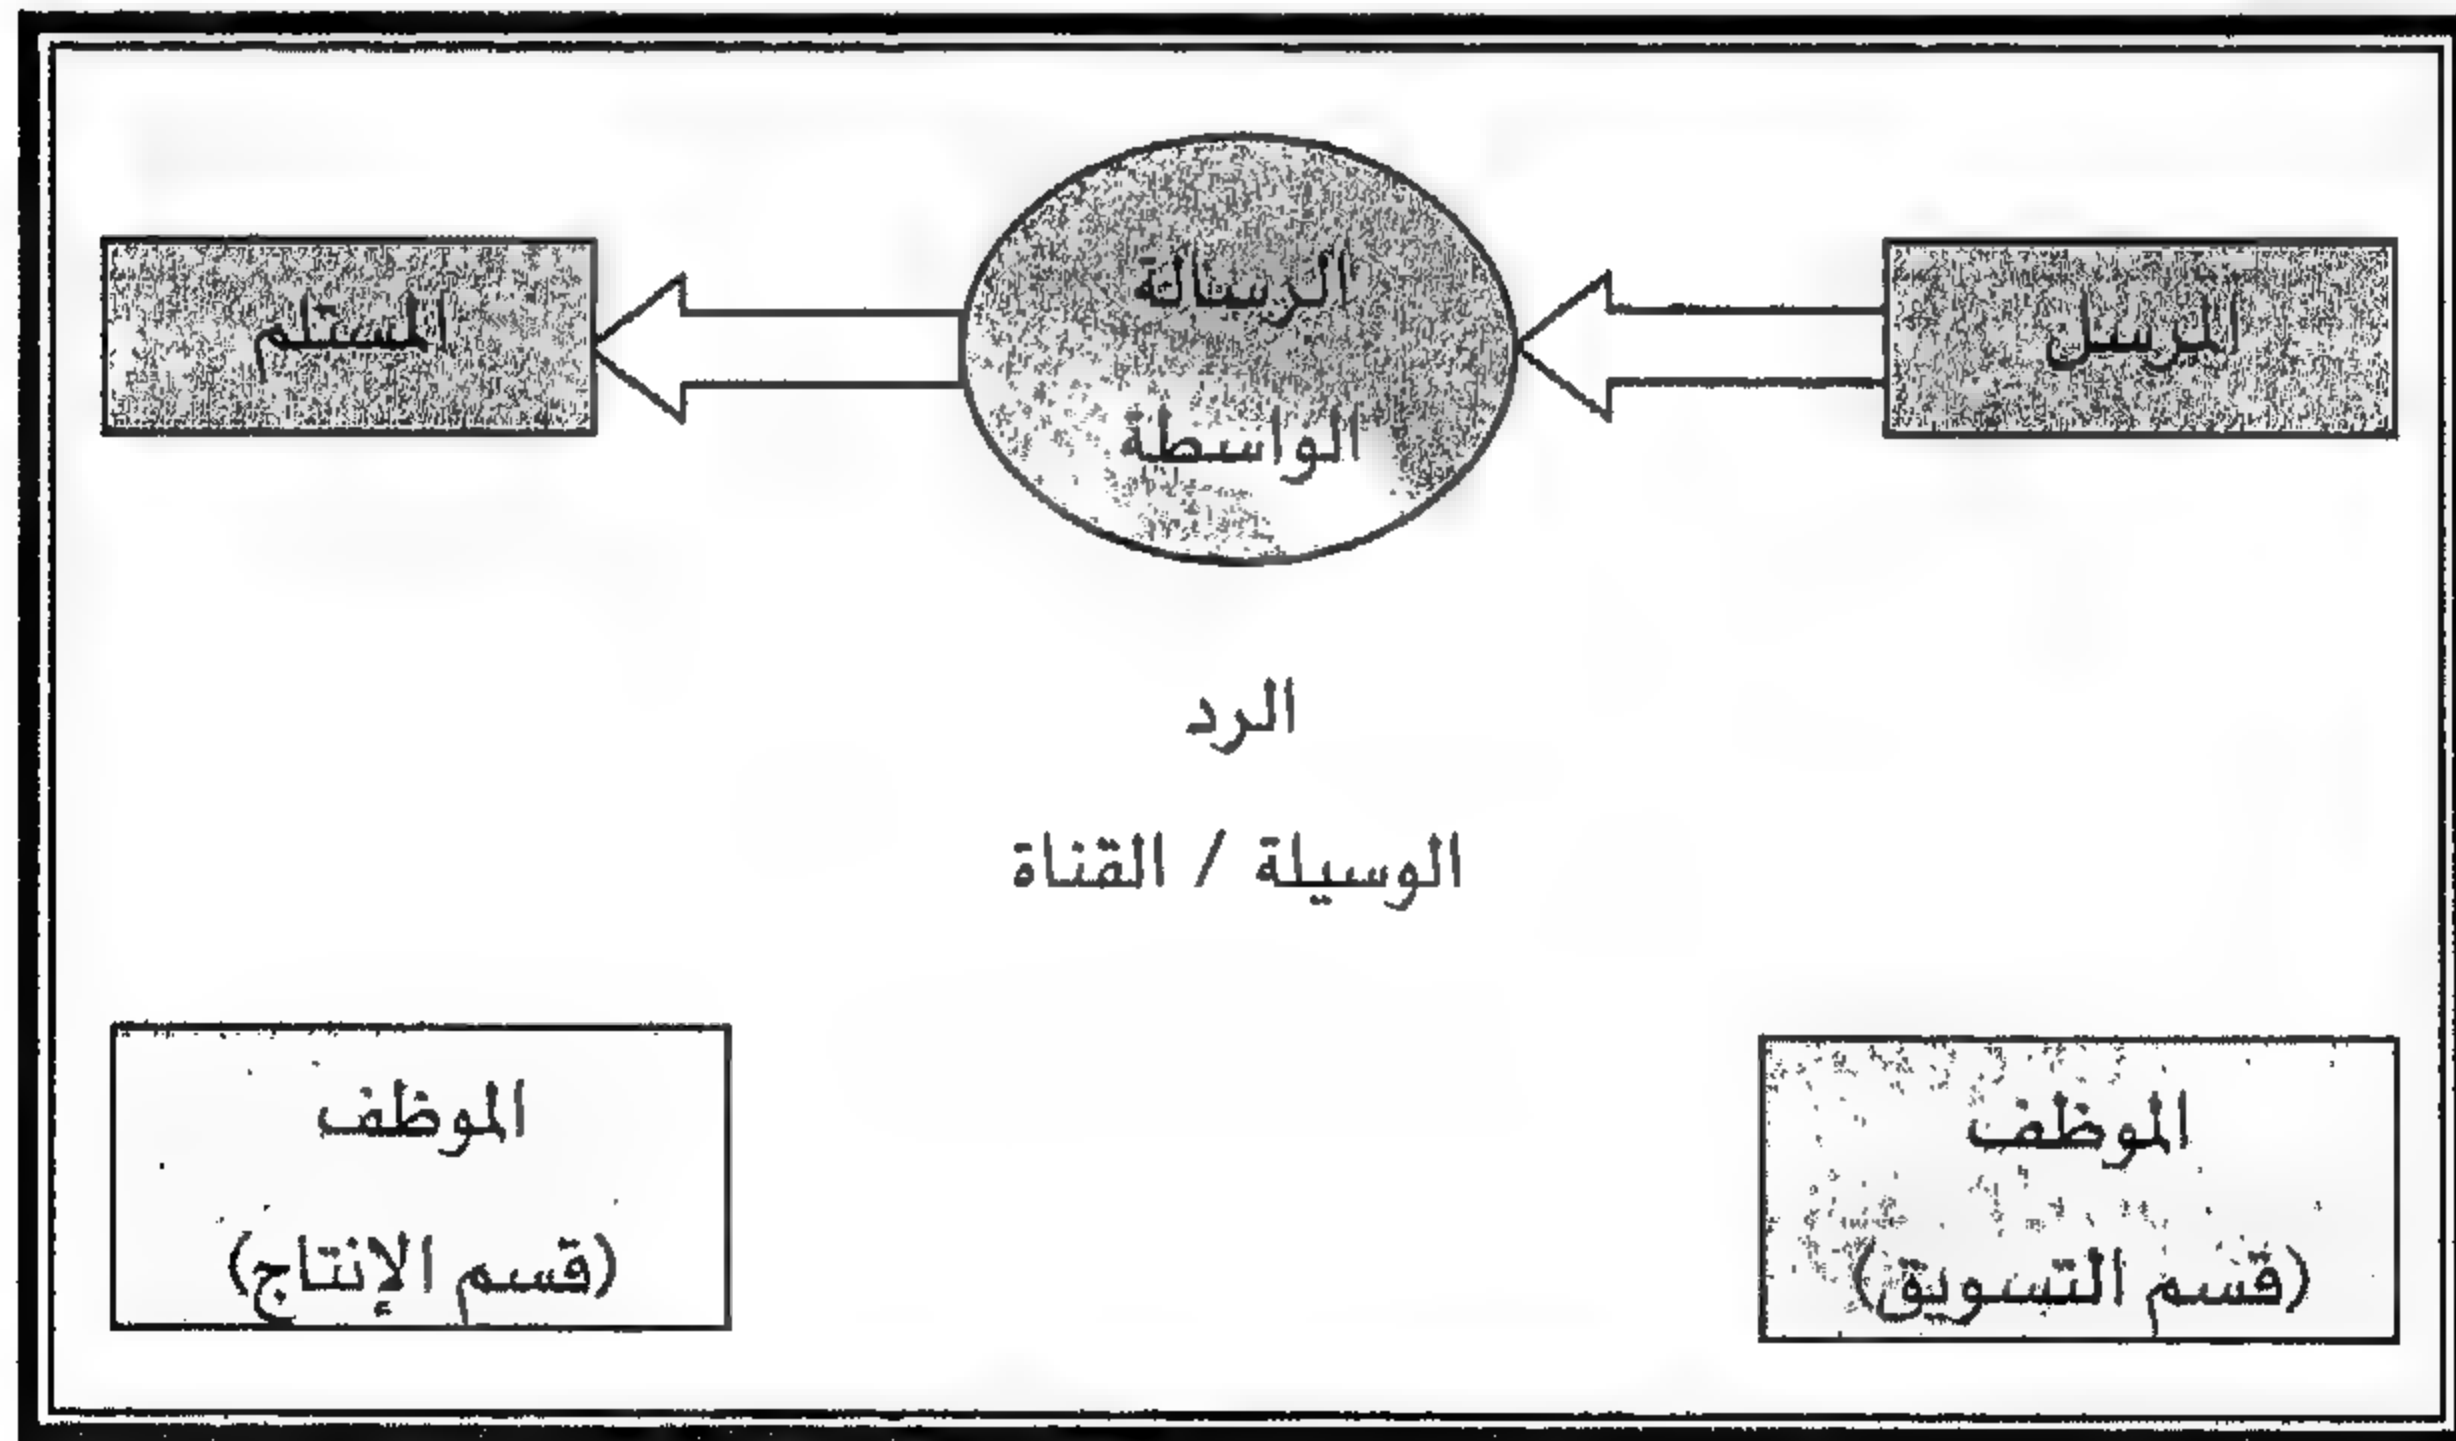 المرسل
الرسالة
الواسطة
المستلم
الرد
الوسيلة / القناة
الموظف
(قسم التسويق)
الموظف
(قسم الإنتاج)